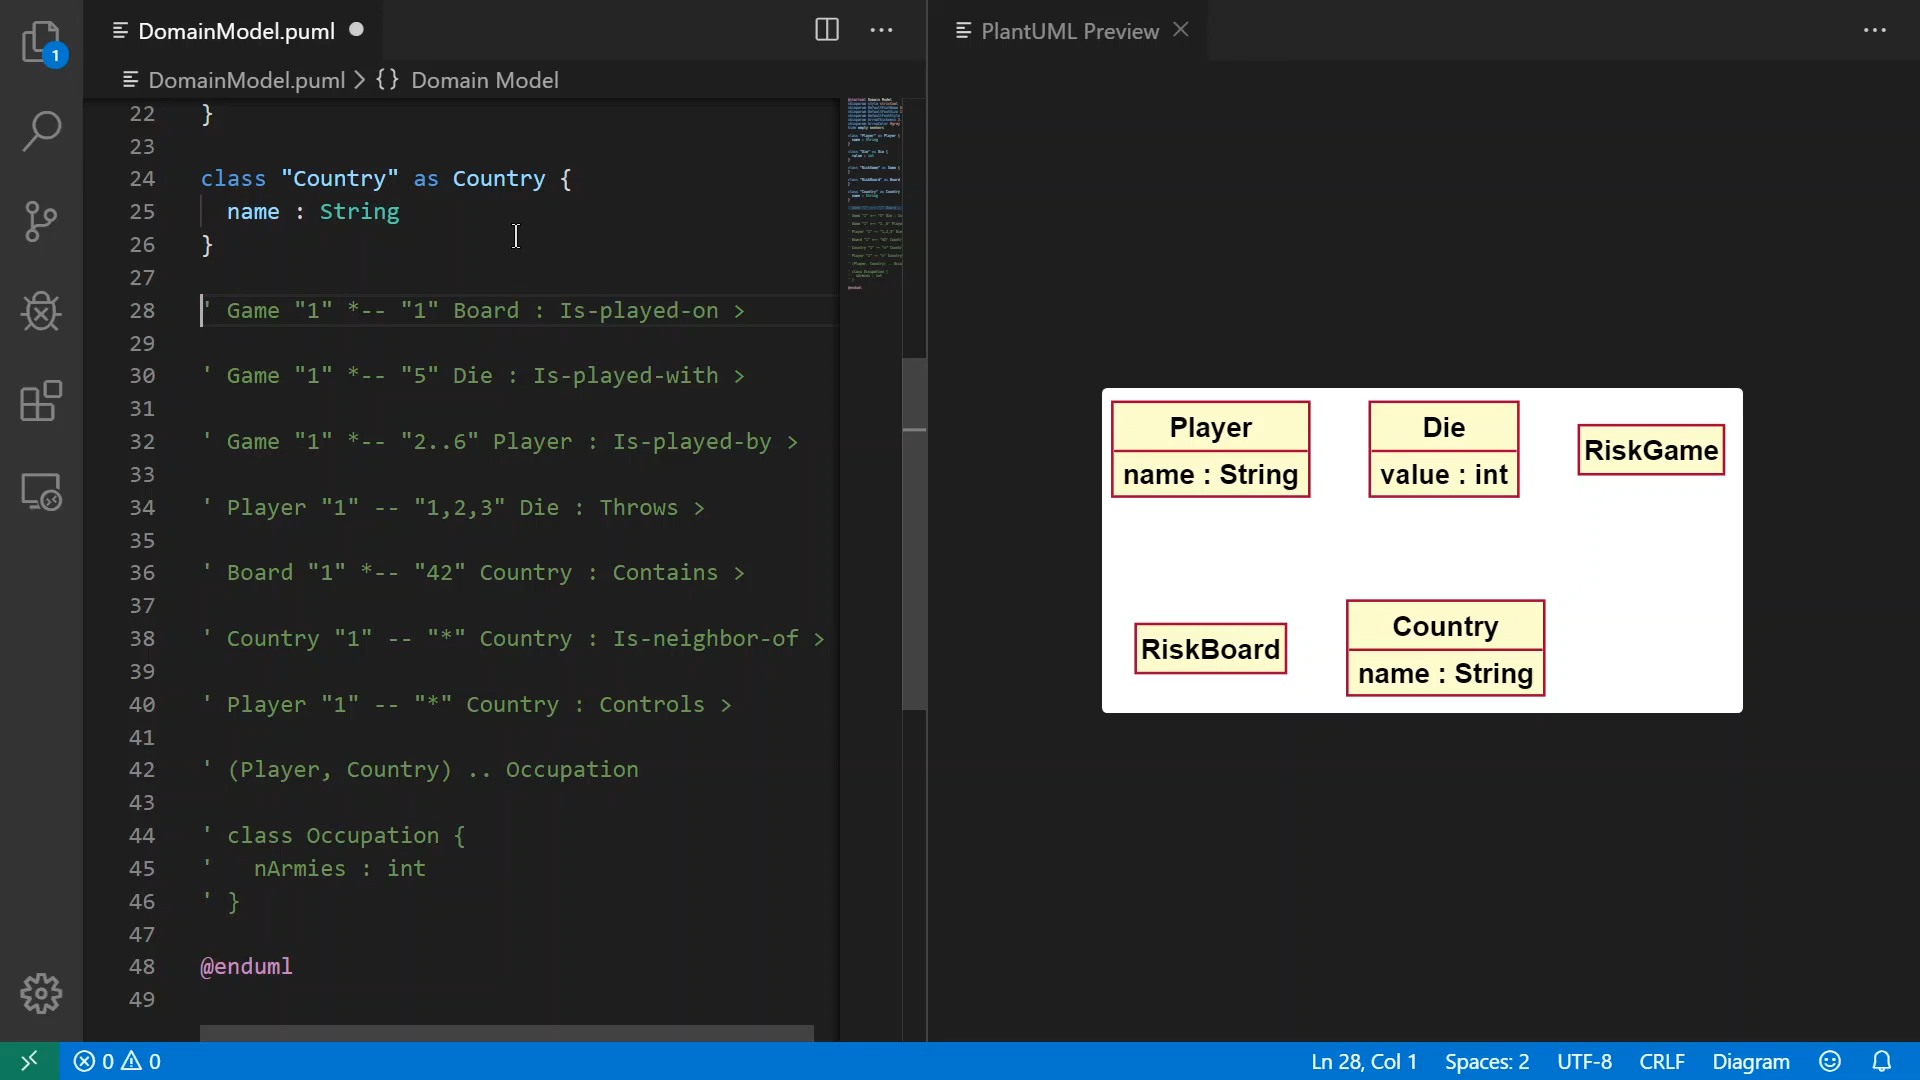 DomainModel.puml
PlantUML Preview
1
DomainModel.puml > {} Domain Model
22 }
23
24 class "Country" as Country {
25 name : String
26 }
27
28 ' Game "1" *-- "1" Board : Is-played-on >
29
30 ' Game "1" *-- "5" Die : Is-played-with >
31
32 ' Game "1" *-- "2..6" Player : Is-played-by >
33
34 ' Player "1" -- "1,2,3" Die : Throws >
35
36 ' Board "1" *-- "42" Country : Contains >
37
38 ' Country "1" -- "*" Country : Is-neighbor-of >
39
40 ' Player "1" -- "*" Country : Controls >
41
42 ' (Player, Country) .. Occupation
43
44 ' class Occupation {
45 ' nArmies : int
46 ' }
47
48 @enduml
49
Player
name : String
Die
value : int
RiskGame
RiskBoard
Country
name : String
0 0
Ln 28, Col 1 Spaces: 2 UTF-8 CRLF Diagram